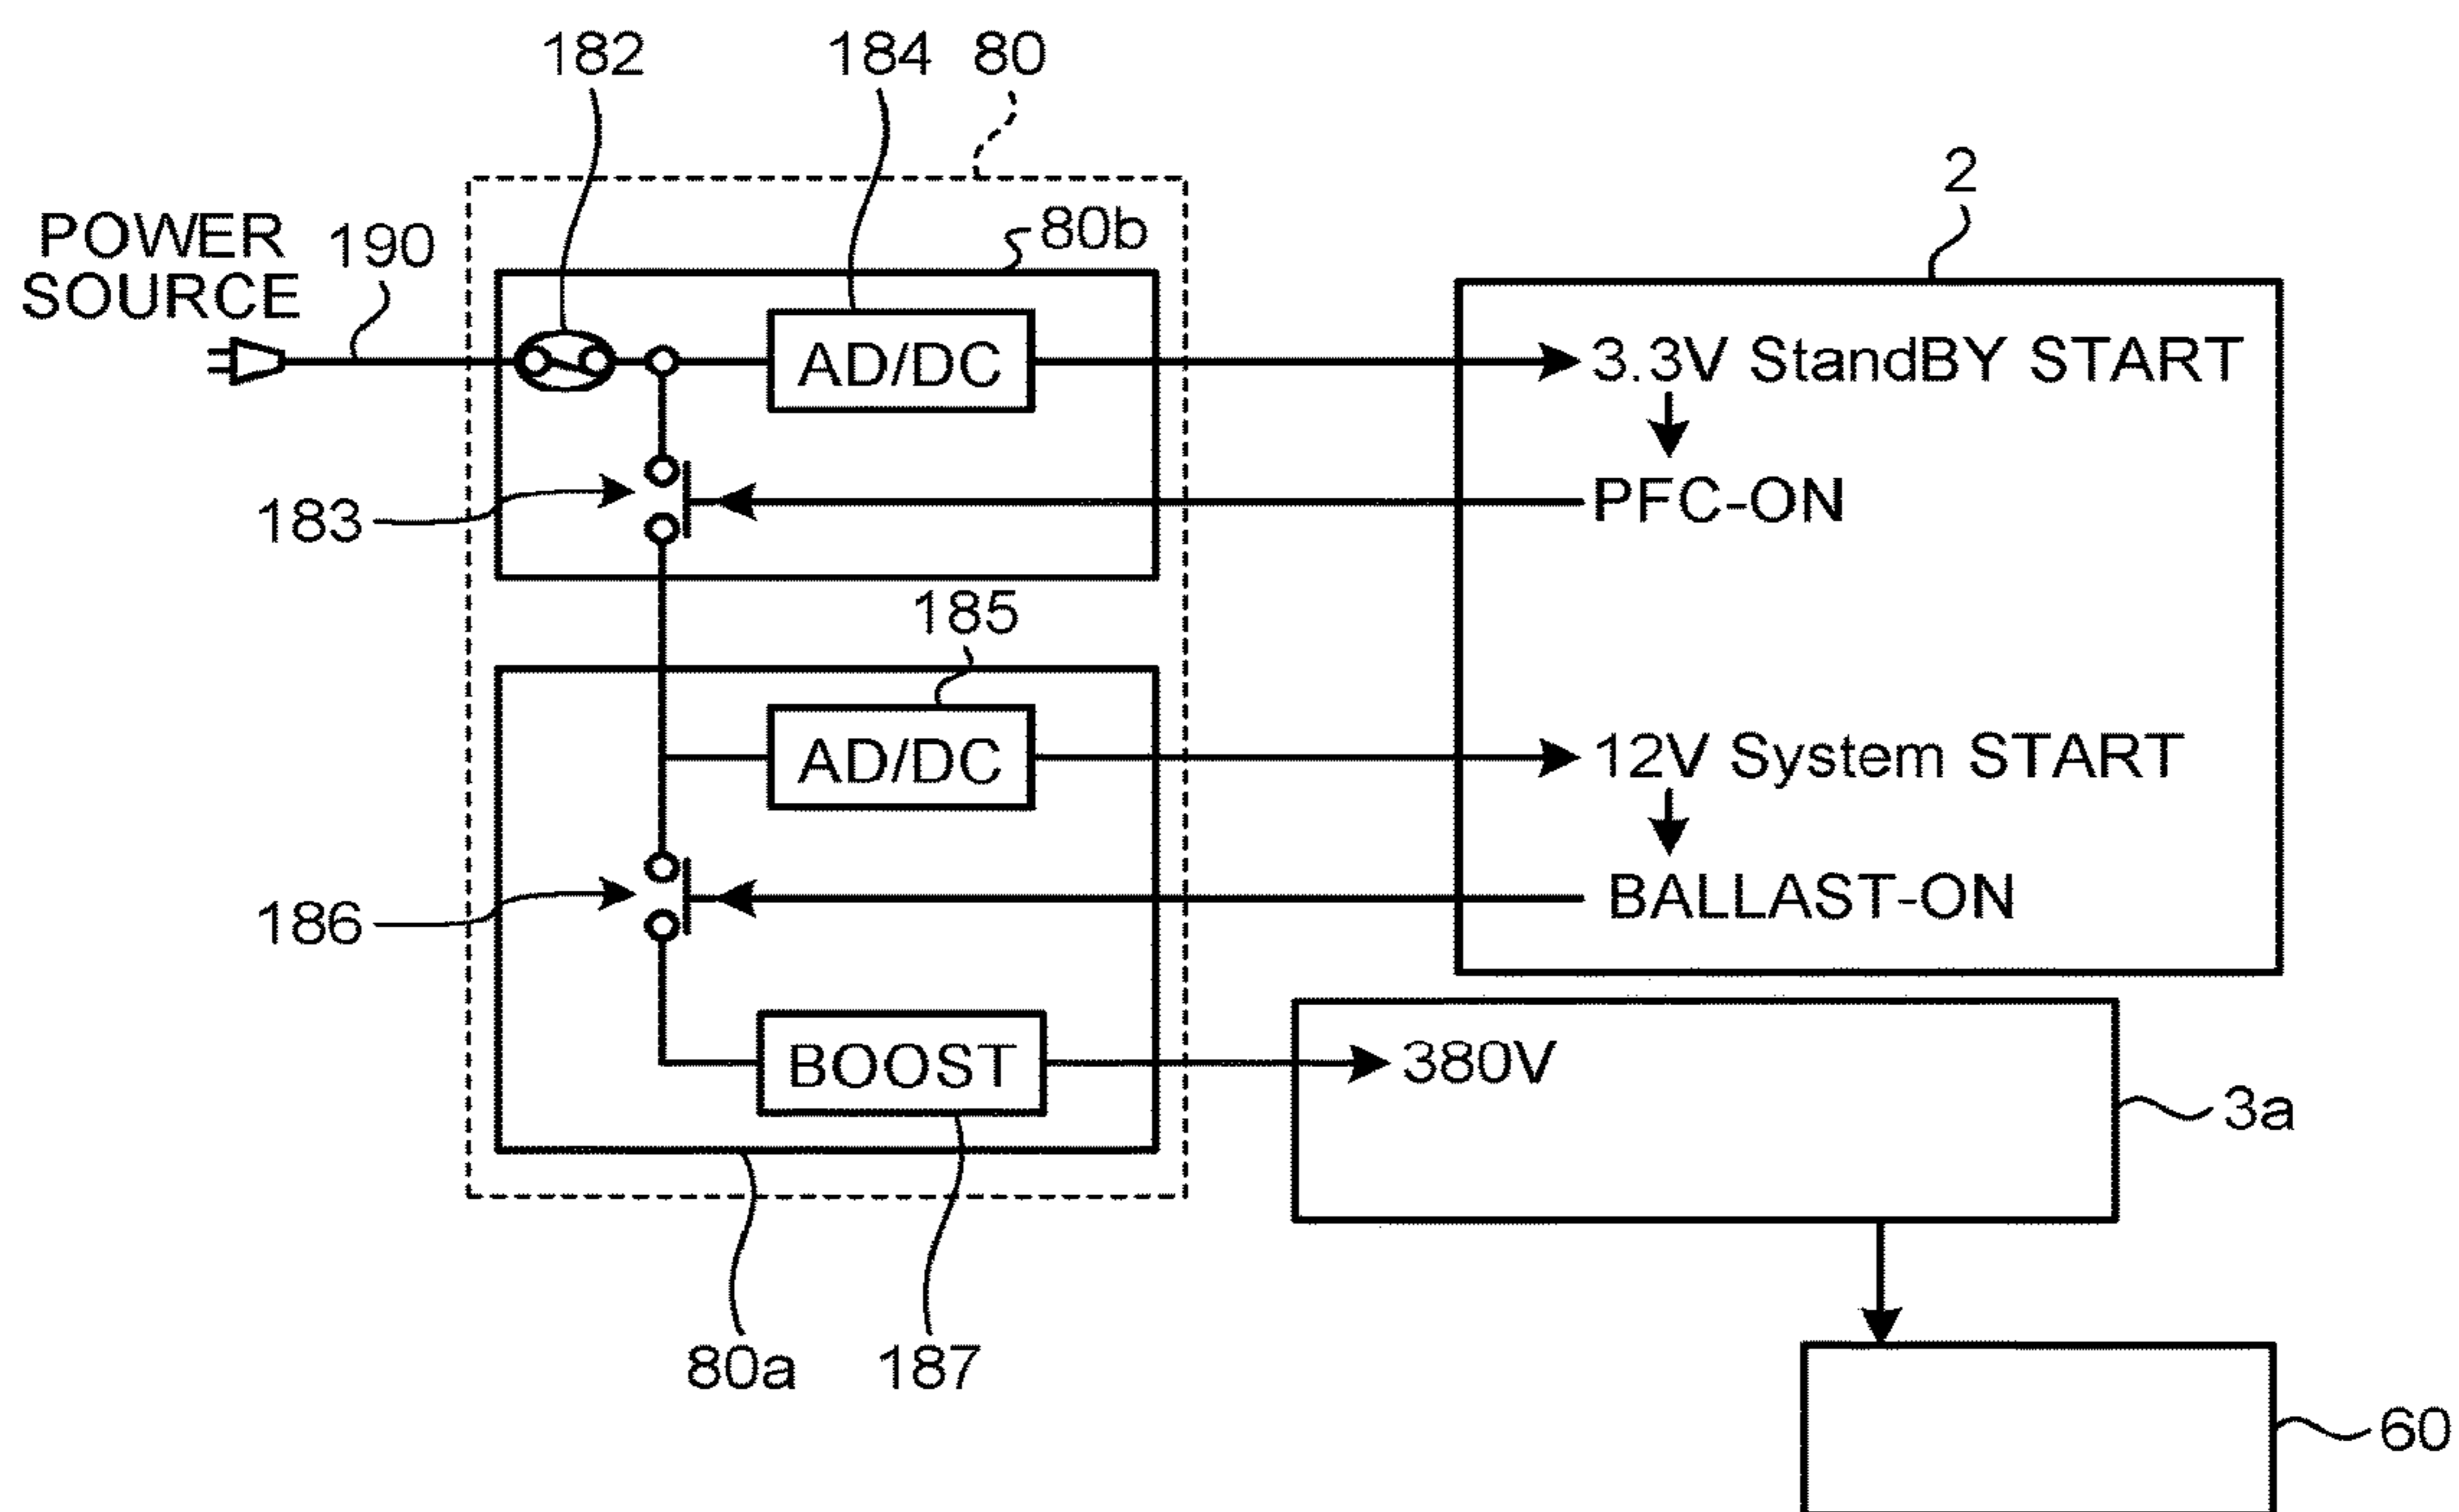 182
184
80
2
POWER
SOURCE
190
80b
AD/DC
3.3V StandBY START
183
PFC-ON
185
AD/DC
12V System START
186
BALLAST-ON
BOOST
380V
3a
80a
187
60